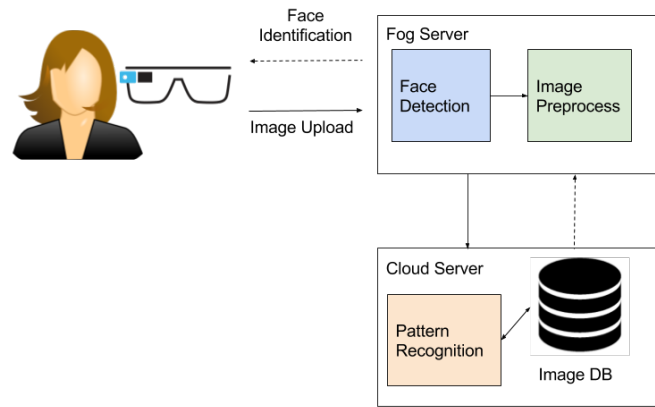 Face
Identification
Image Upload
Fog Server
Face
Detection
Image
Preprocess
Cloud Server
Pattern
Recognition
Image DB